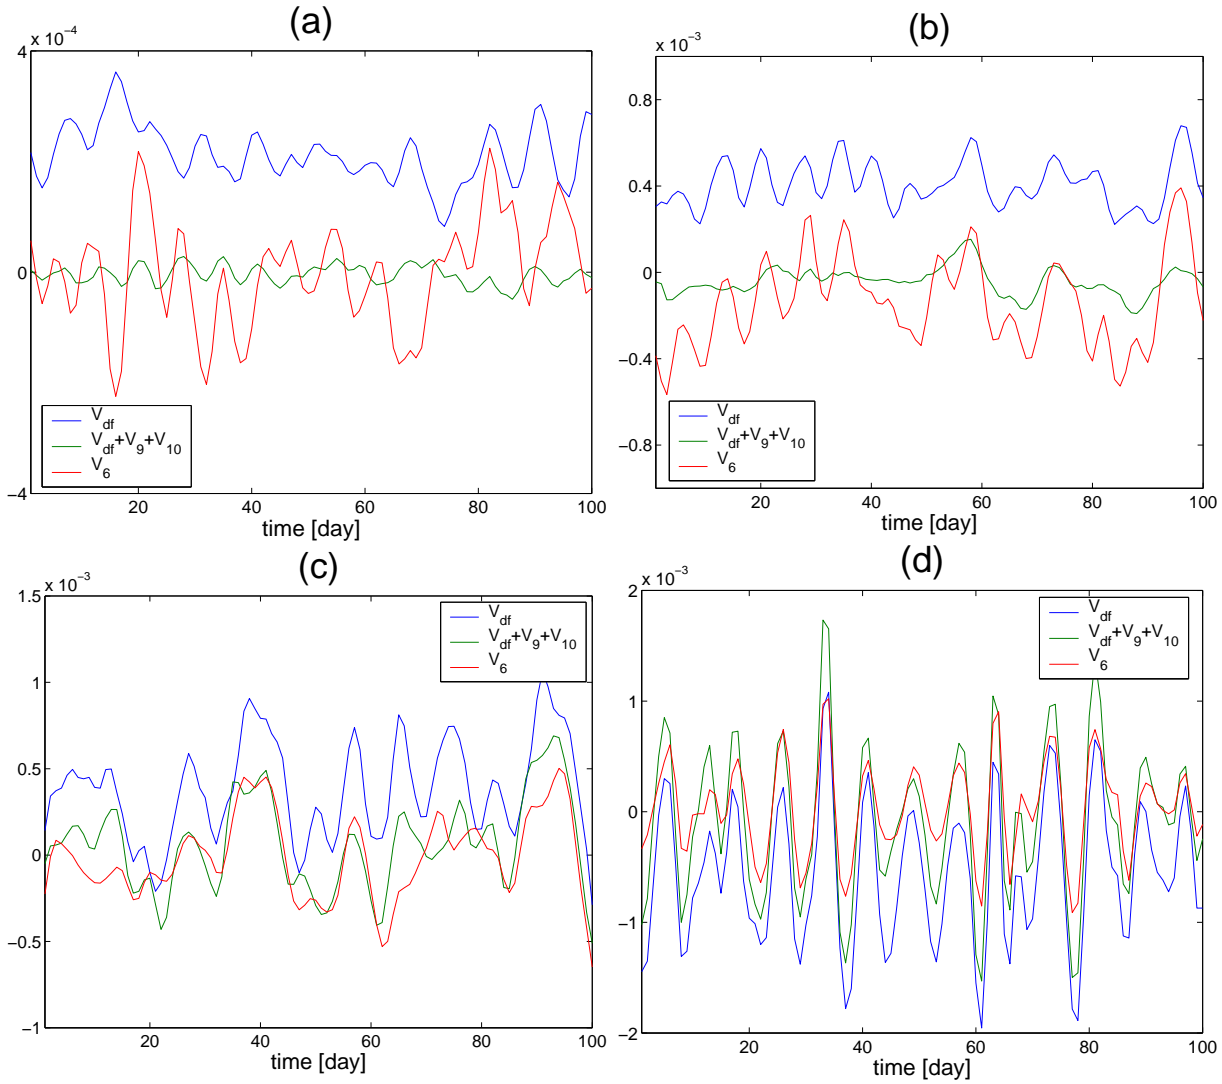 (a)
x 10⁻⁴
4
0
−4
20 40 60 80 100
time [day]
V_df
V_df+V_9+V_10
V_6
(b)
x 10⁻³
0.8
0.4
0
−0.4
−0.8
20 40 60 80 100
time [day]
V_df
V_df+V_9+V_10
V_6
(c)
x 10⁻³
1.5
1
0.5
0
−0.5
−1
20 40 60 80 100
time [day]
V_df
V_df+V_9+V_10
V_6
(d)
x 10⁻³
2
1
0
−1
−2
20 40 60 80 100
time [day]
V_df
V_df+V_9+V_10
V_6